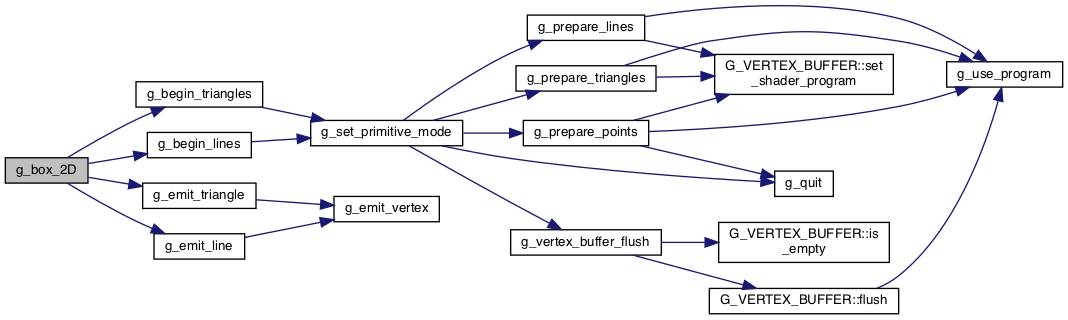 g_box_2D
g_begin_triangles
g_begin_lines
g_emit_triangle
g_emit_line
g_set_primitive_mode
g_emit_vertex
g_prepare_lines
g_prepare_triangles
g_prepare_points
g_vertex_buffer_flush
G_VERTEX_BUFFER::set
_shader_program
g_quit
G_VERTEX_BUFFER::is
_empty
G_VERTEX_BUFFER::flush
g_use_program